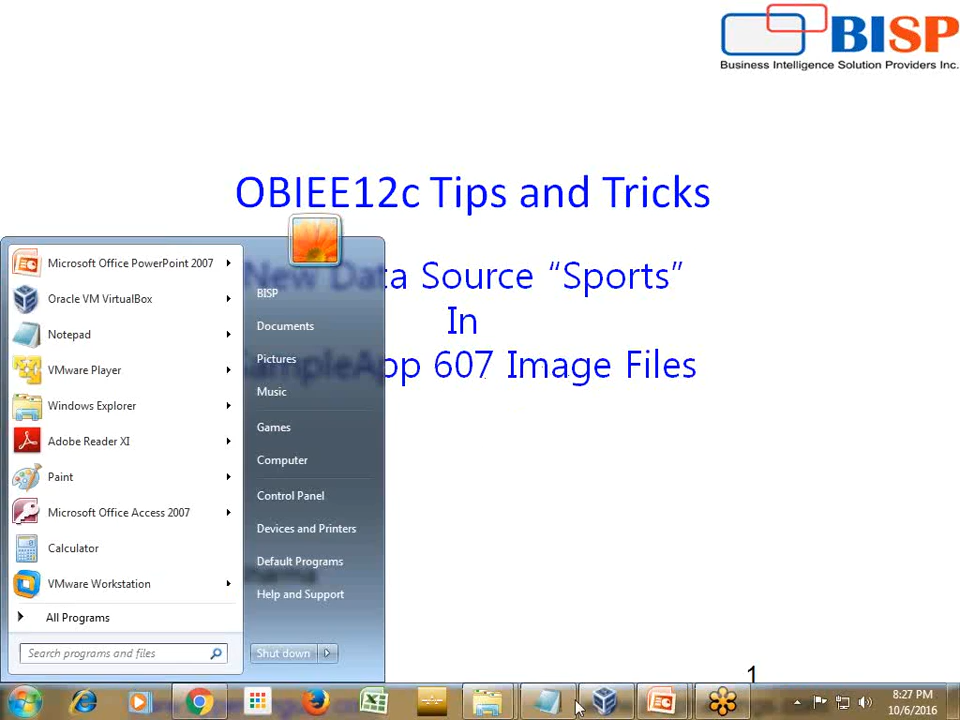 BISP
Business Intelligence Solution Providers Inc.
OBIEE12c Tips and Tricks
New Data Source “Sports”
In
SampleApp 607 Image Files
Microsoft Office PowerPoint 2007
Oracle VM VirtualBox
Notepad
VMware Player
Windows Explorer
Adobe Reader XI
Paint
Microsoft Office Access 2007
Calculator
VMware Workstation
All Programs
Search programs and files
BISP
Documents
Pictures
Music
Games
Computer
Control Panel
Devices and Printers
Default Programs
Help and Support
Shut down
1
8:27 PM
10/6/2016